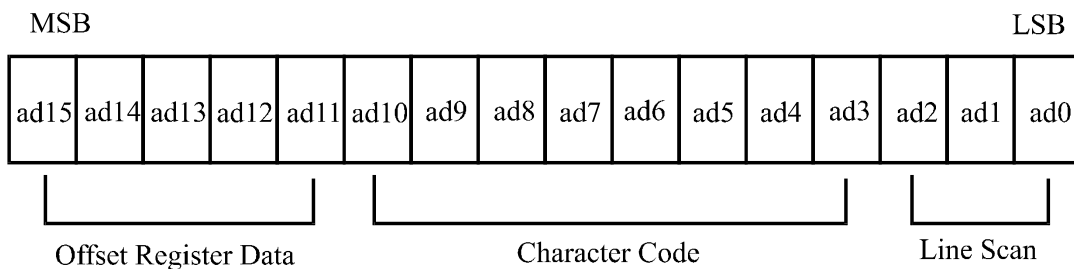 MSB LSB
ad15 ad14 ad13 ad12 ad11 ad10 ad9 ad8 ad7 ad6 ad5 ad4 ad3 ad2 ad1 ad0
Offset Register Data Character Code Line Scan